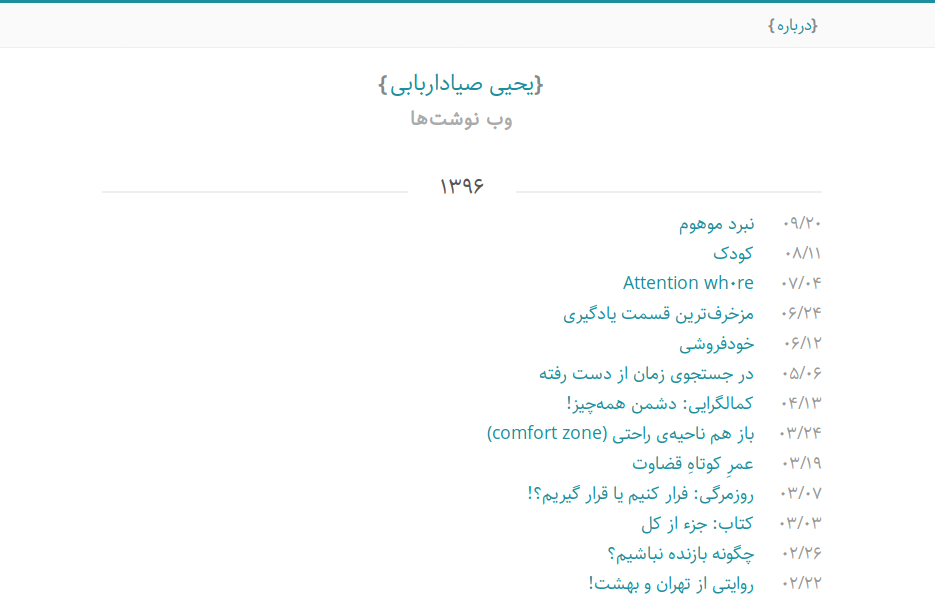 {درباره}
{یحیی صیاداربابی}
وب نوشت‌ها
۱۳۹۶
۰۹/۲۰ نبرد موهوم
۰۸/۱۱ کودک
۰۷/۰۴ Attention wh۰re
۰۶/۲۴ مزخرف‌ترین قسمت یادگیری
۰۶/۱۲ خودفروشی
۰۵/۰۶ در جستجوی زمان از دست رفته
۰۴/۱۳ کمالگرایی: دشمن همه‌چیز!
۰۳/۲۴ باز هم ناحیه‌ی راحتی (comfort zone)
۰۳/۱۹ عمرِ کوتاهِ قضاوت
۰۳/۰۷ روزمرگی: فرار کنیم یا قرار گیریم؟!
۰۳/۰۳ کتاب: جزء از کل
۰۲/۲۶ چگونه بازنده نباشیم؟
۰۲/۲۲ روایتی از تهران و بهشت!